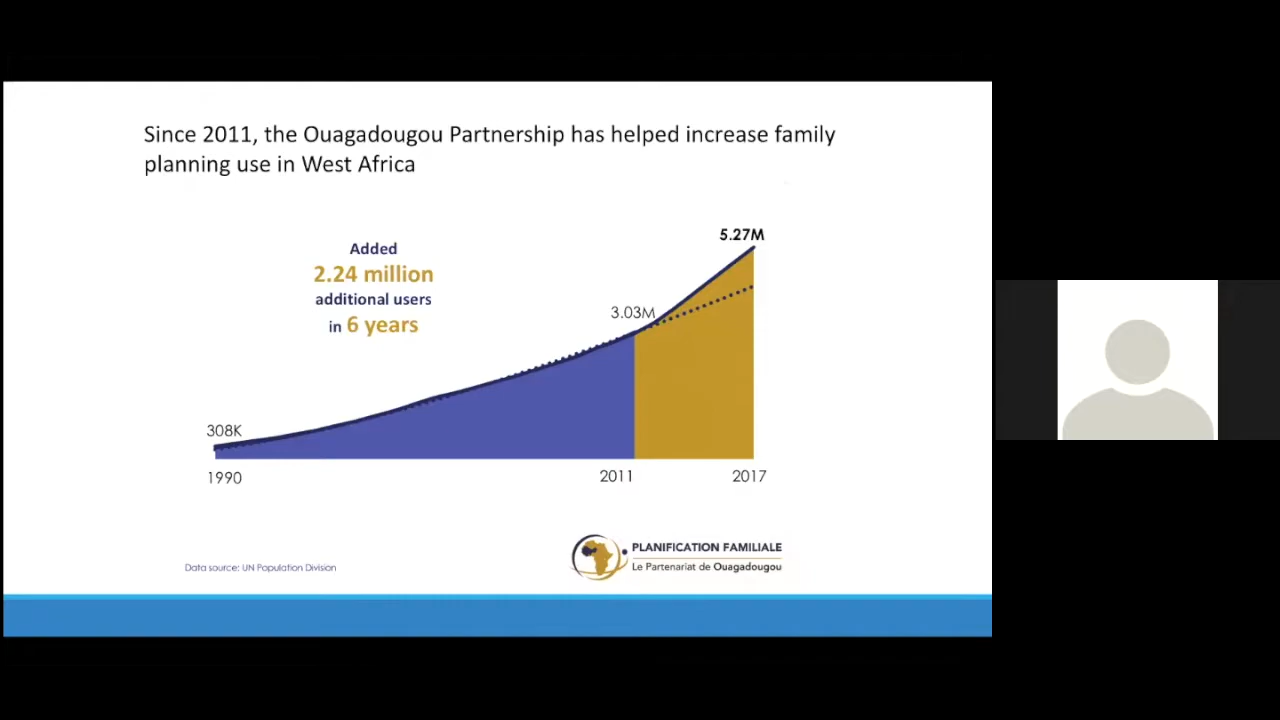 Since 2011, the Ouagadougou Partnership has helped increase family
planning use in West Africa
Added
2.24 million
additional users
in 6 years
5.27M
3.03M
308K
1990
2011
2017
Data source: UN Population Division
PLANIFICATION FAMILIALE
Le Partenariat de Ouagadougou